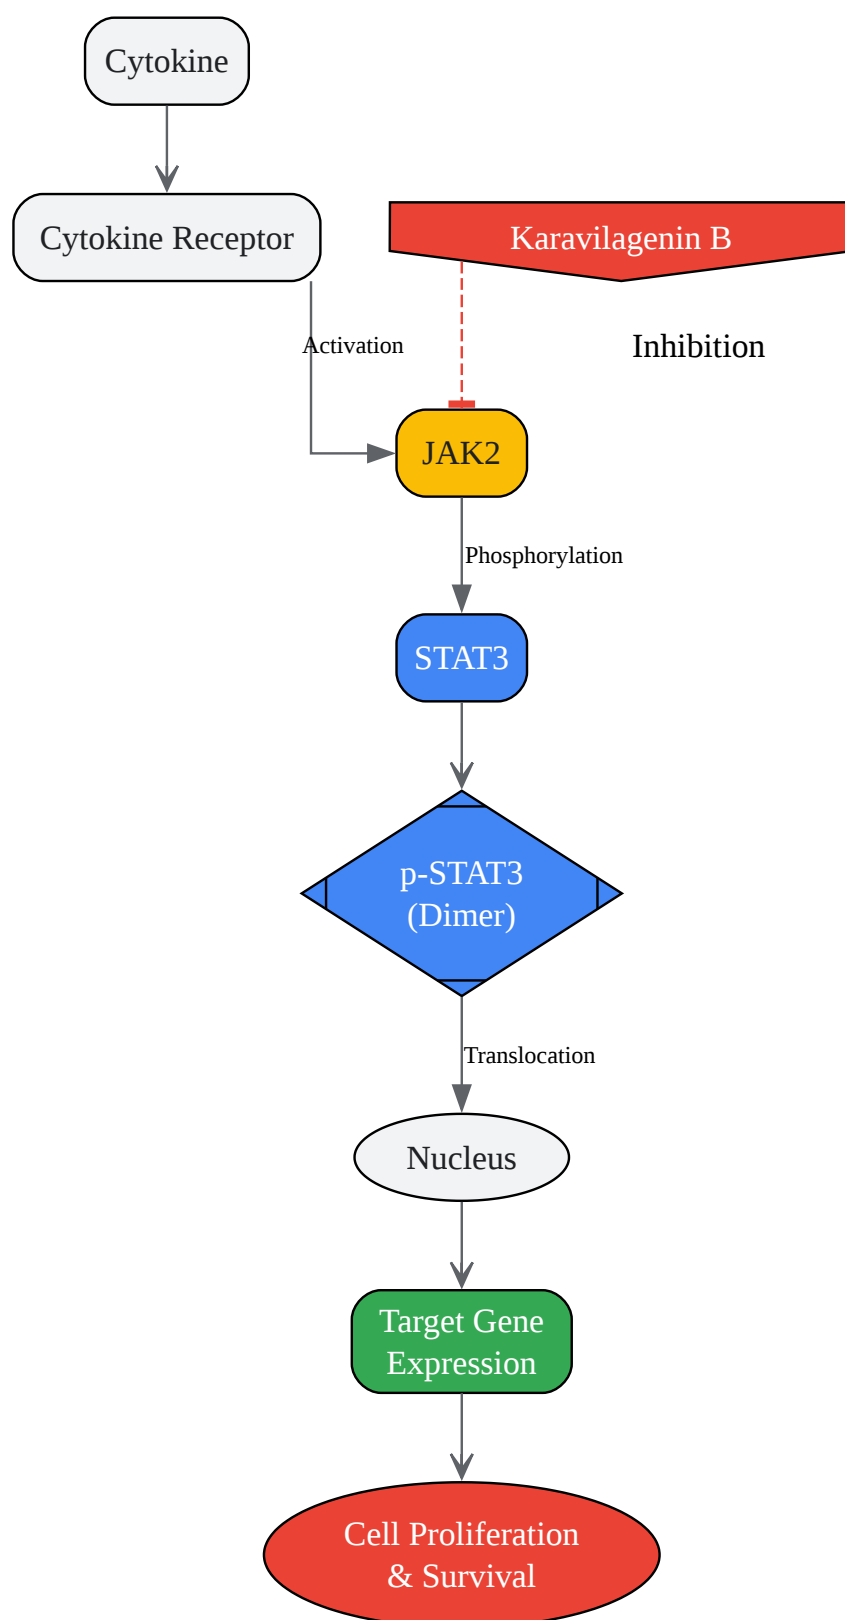 Cytokine
Cytokine Receptor
Karavilagenin B
Activation
Inhibition
JAK2
Phosphorylation
STAT3
p-STAT3
(Dimer)
Translocation
Nucleus
Target Gene
Expression
Cell Proliferation
& Survival